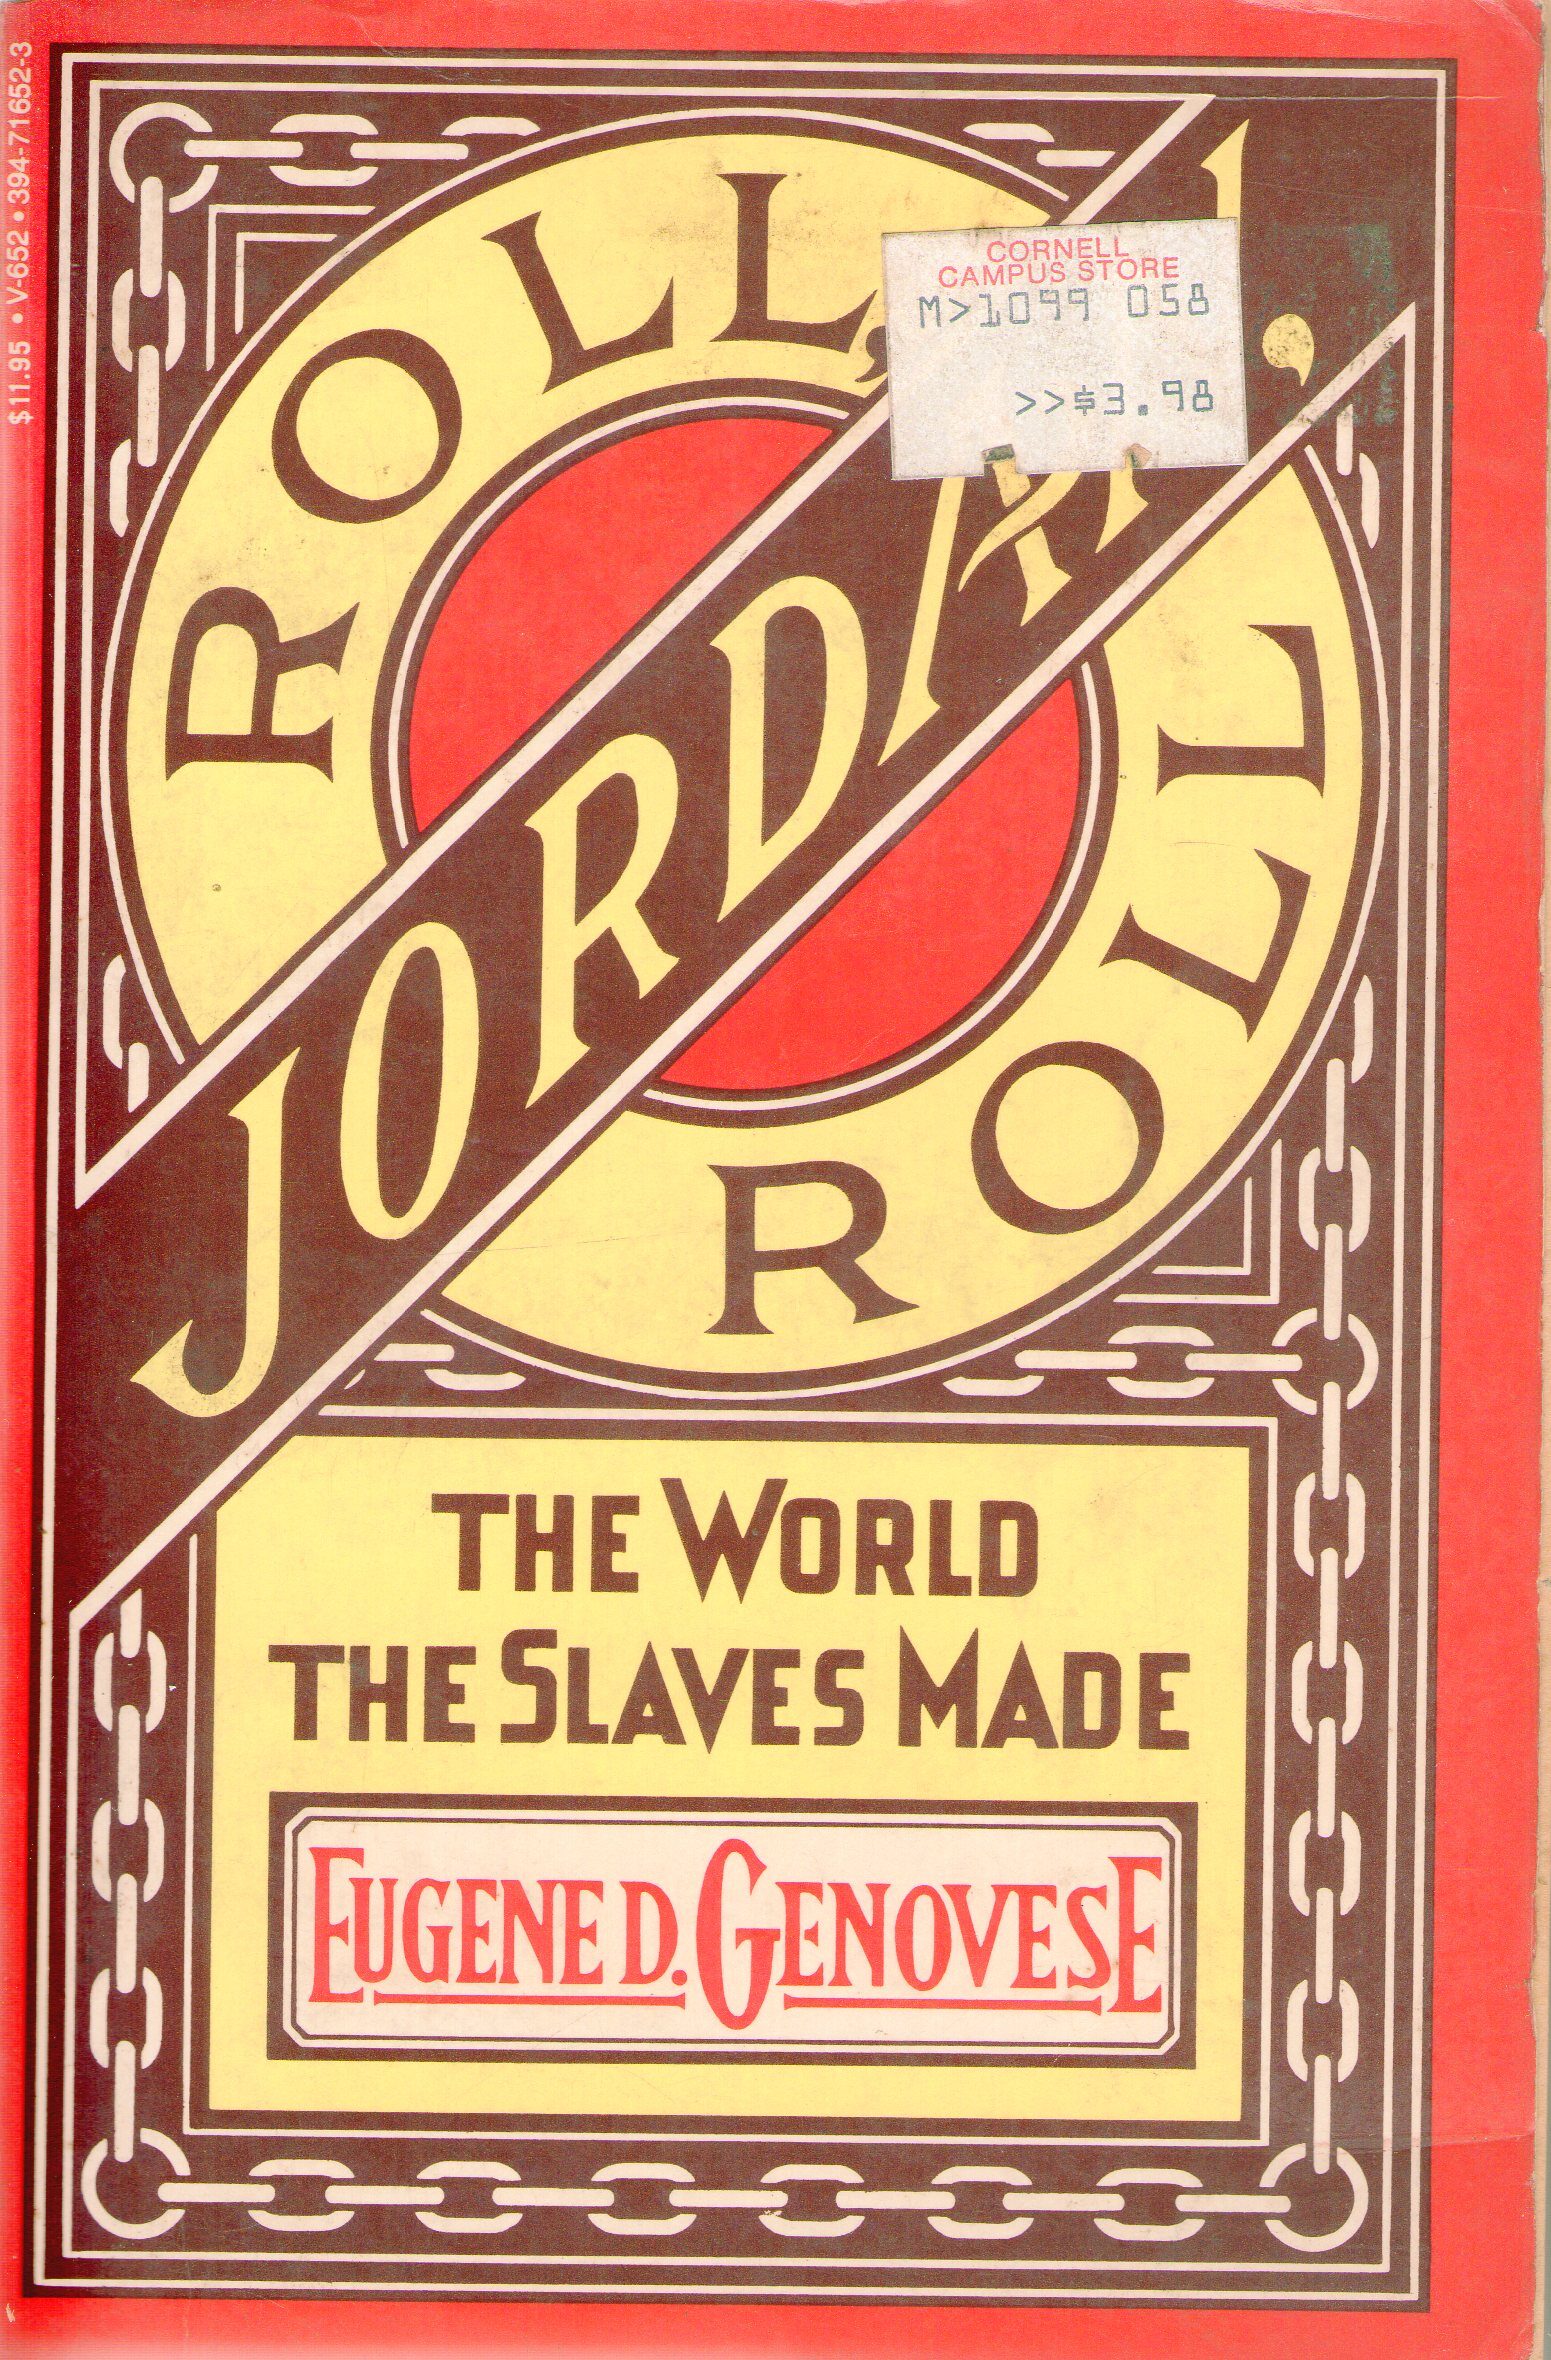 $11.95 • V-652 • 394-71652-3
ROLL,
JORDAN,
ROLL
CORNELL
CAMPUS STORE
M>1099 058
>>$3.98
THE WORLD
THE SLAVES MADE
EUGENE D. GENOVESE